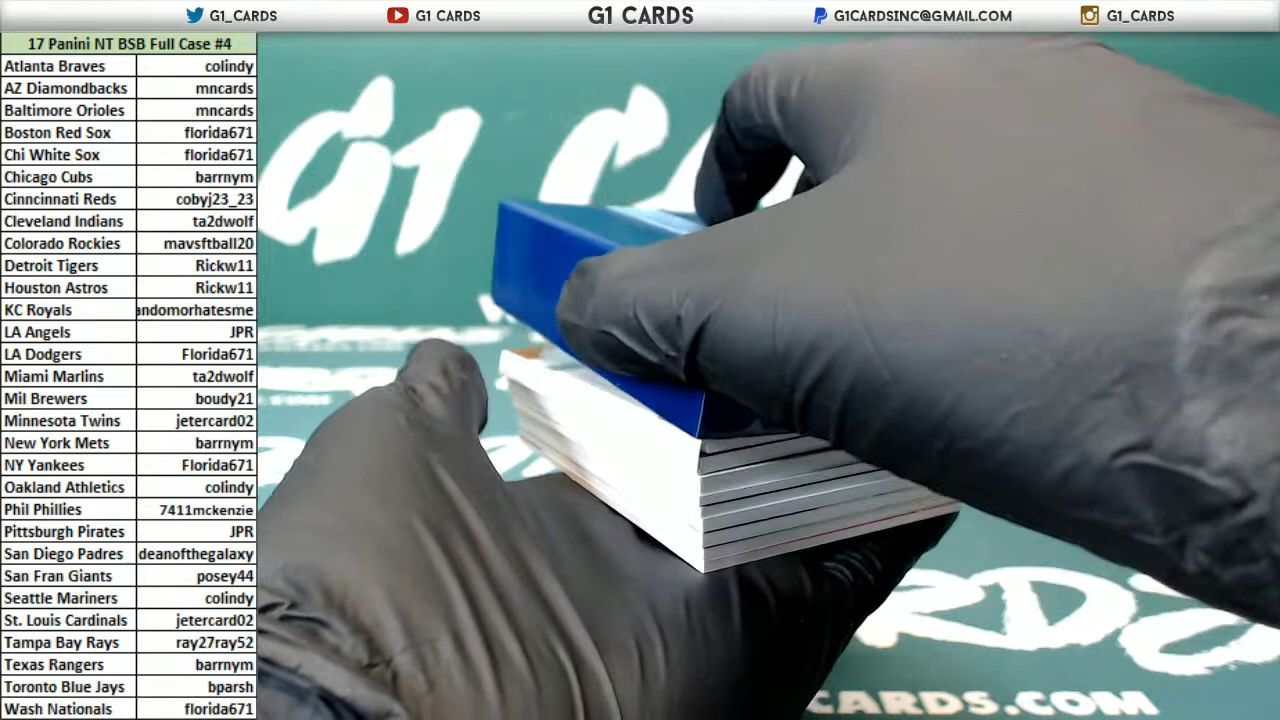 G1_CARDS
G1 CARDS
G1 CARDS
G1CARDSINC@GMAIL.COM
G1_CARDS
17 Panini NT BSB Full Case #4
Atlanta Braves colindy
AZ Diamondbacks mncards
Baltimore Orioles mncards
Boston Red Sox florida671
Chi White Sox florida671
Chicago Cubs barrnym
Cinncinnati Reds cobyj23_23
Cleveland Indians ta2dwolf
Colorado Rockies mavsftball20
Detroit Tigers Rickw11
Houston Astros Rickw11
KC Royals andomorhatesme
LA Angels JPR
LA Dodgers Florida671
Miami Marlins ta2dwolf
Mil Brewers boudy21
Minnesota Twins jetercard02
New York Mets barrnym
NY Yankees Florida671
Oakland Athletics colindy
Phil Phillies 7411mckenzie
Pittsburgh Pirates JPR
San Diego Padres deanofthegalaxy
San Fran Giants posey44
Seattle Mariners colindy
St. Louis Cardinals jetercard02
Tampa Bay Rays ray27ray52
Texas Rangers barrnym
Toronto Blue Jays bparsh
Wash Nationals florida671
G1 C
RDS
CARDS.COM